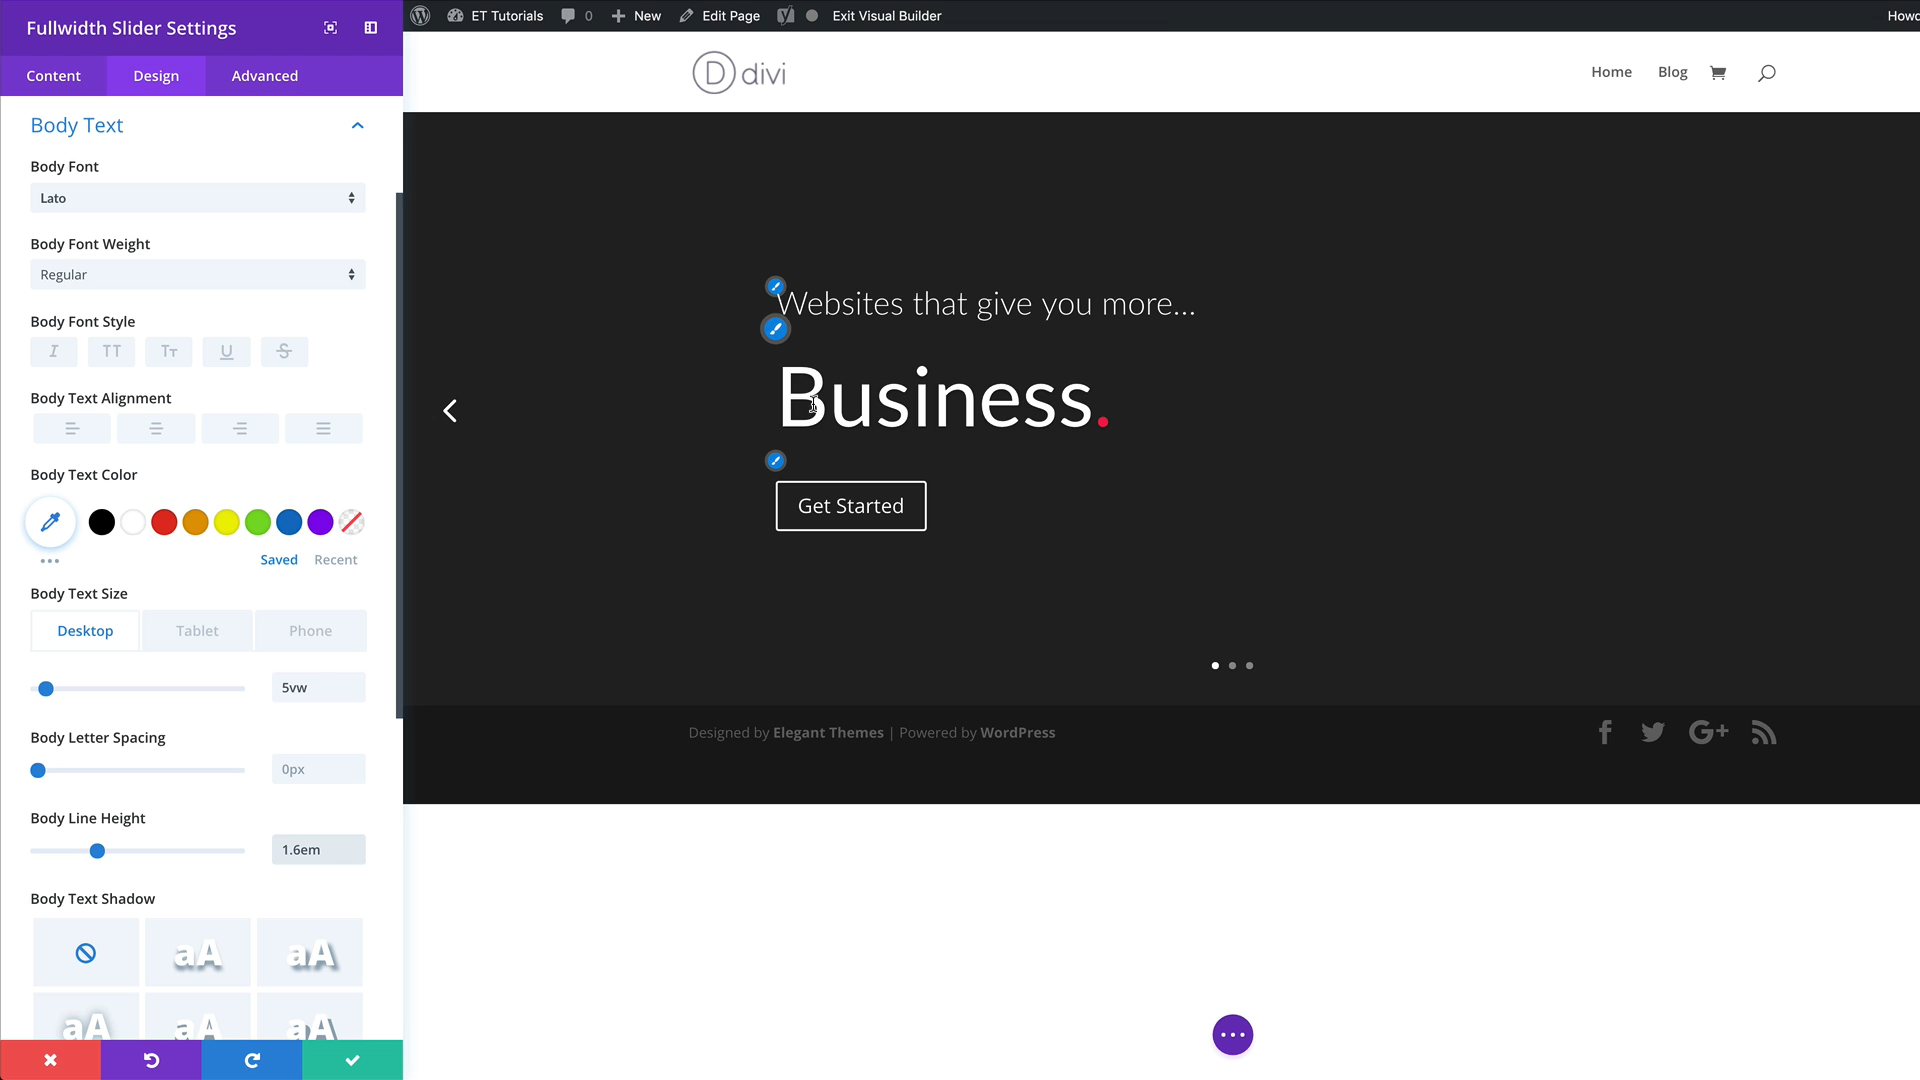 Fullwidth Slider Settings
Content Design Advanced
Body Text
Body Font
Lato
Body Font Weight
Regular
Body Font Style
I TT Tт U S
Body Text Alignment
Body Text Color
Saved Recent
Body Text Size
Desktop Tablet Phone
5vw
Body Letter Spacing
0px
Body Line Height
1.6em
Body Text Shadow
aA aA
aA aA aA
ET Tutorials 0 New Edit Page Exit Visual Builder
D divi
Home Blog
Websites that give you more...
Business.
Get Started
Designed by Elegant Themes | Powered by WordPress